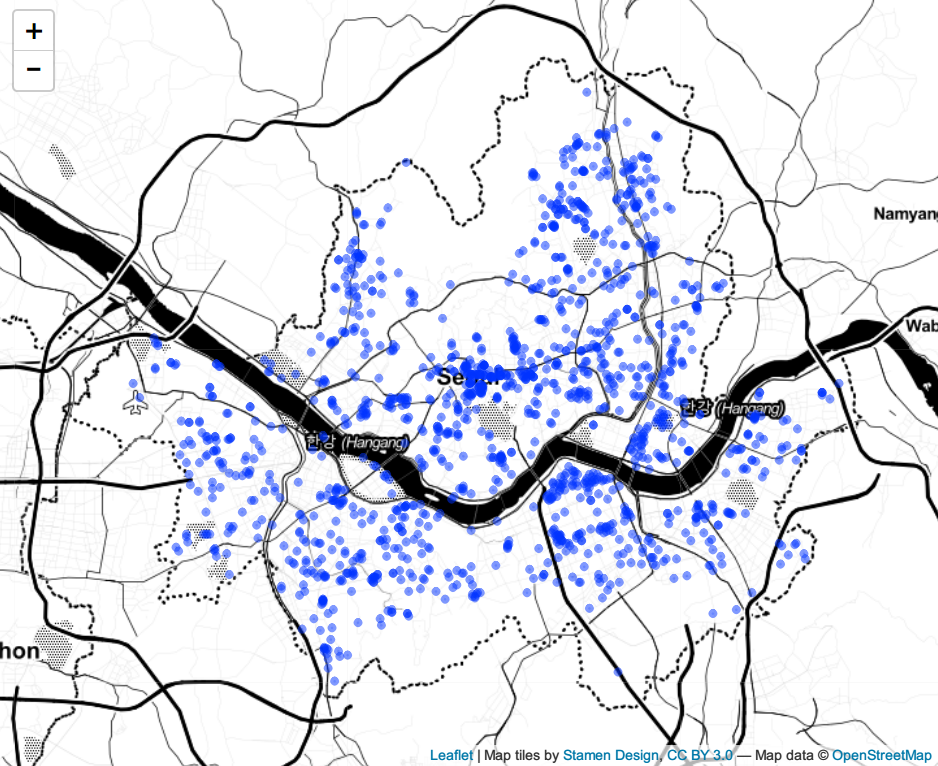 +
−
Namyang
Wab
Se
한강 (Hangang)
한강 (Hangang)
hon
Leaflet | Map tiles by Stamen Design, CC BY 3.0 — Map data © OpenStreetMap